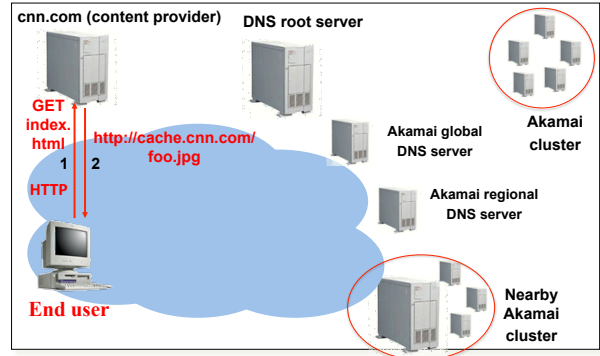 cnn.com (content provider)
DNS root server
GET
index.
html
http://cache.cnn.com/
foo.jpg
1
2
HTTP
Akamai global
DNS server
Akamai
cluster
Akamai regional
DNS server
End user
Nearby
Akamai
cluster